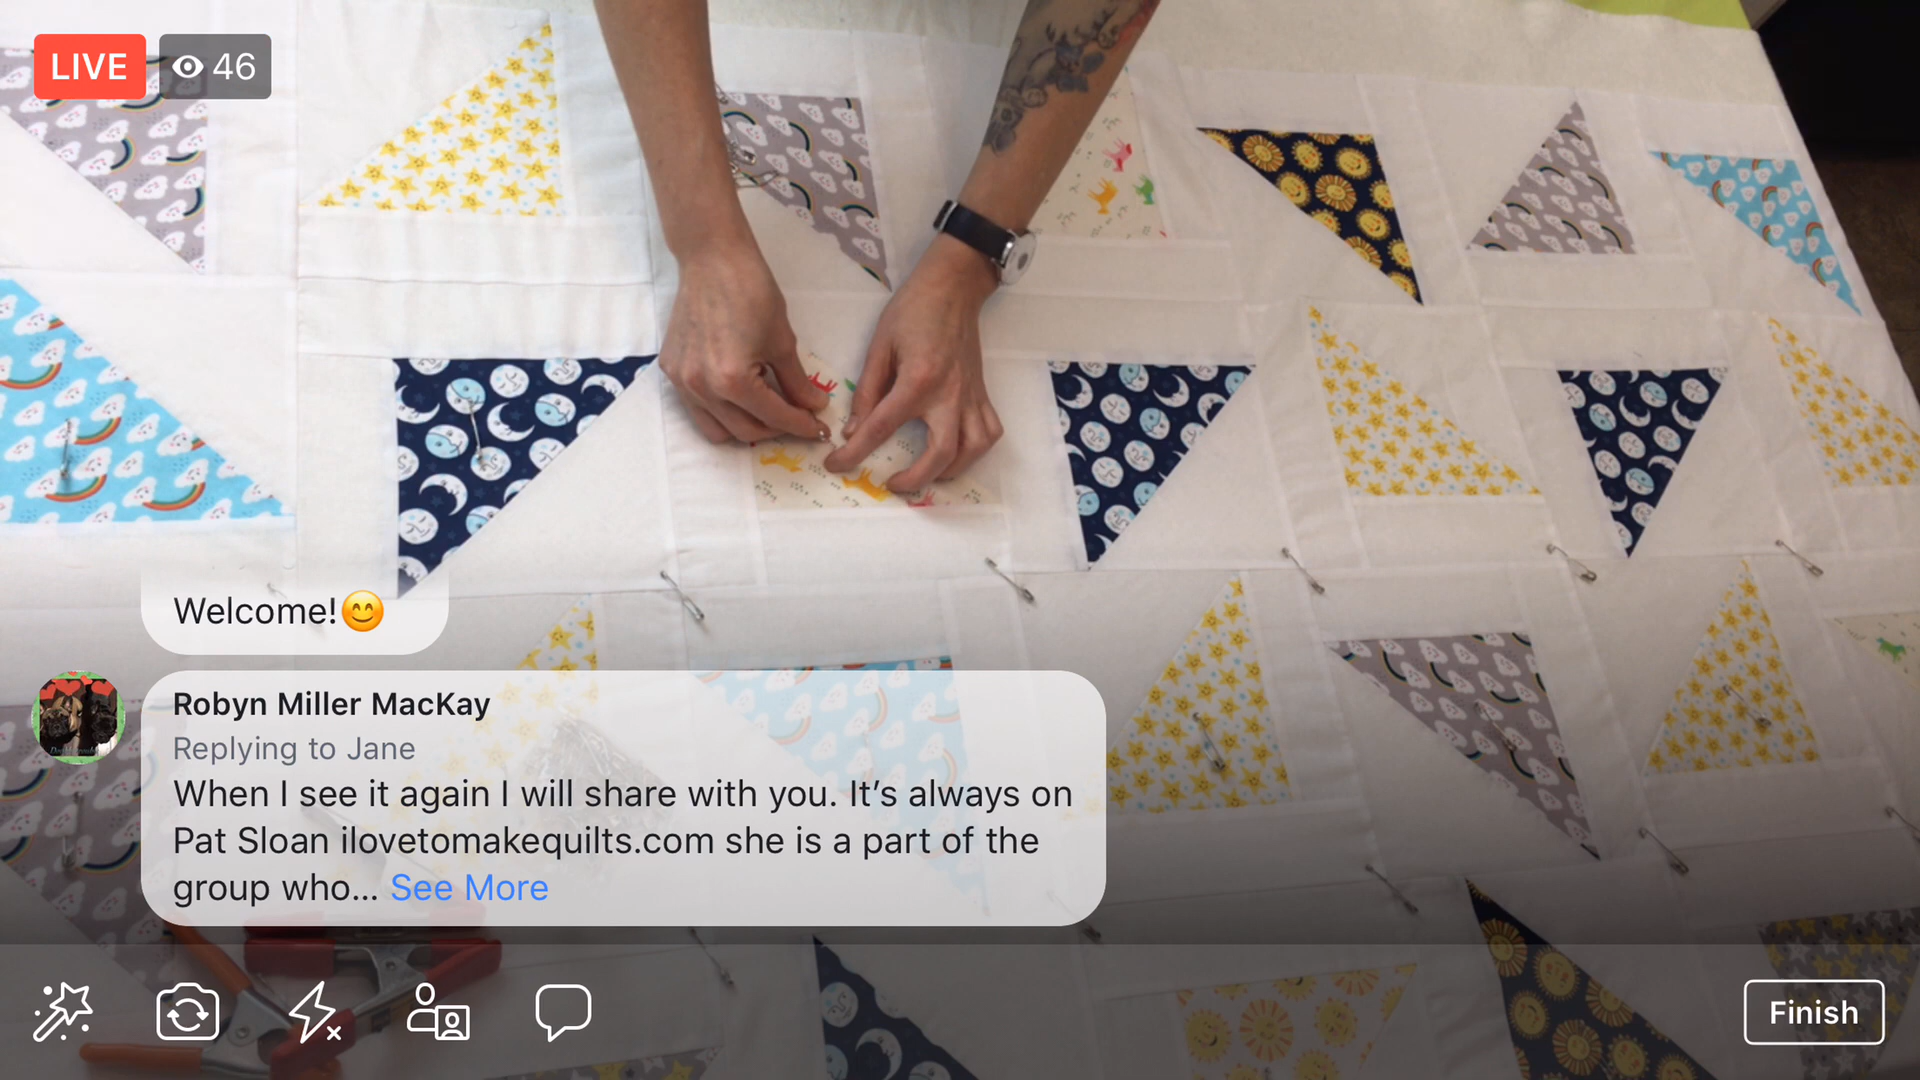 LIVE 46
Welcome!😊
Robyn Miller MacKay
Replying to Jane
When I see it again I will share with you. It’s always on
Pat Sloan ilovetomakequilts.com she is a part of the
group who... See More
Finish